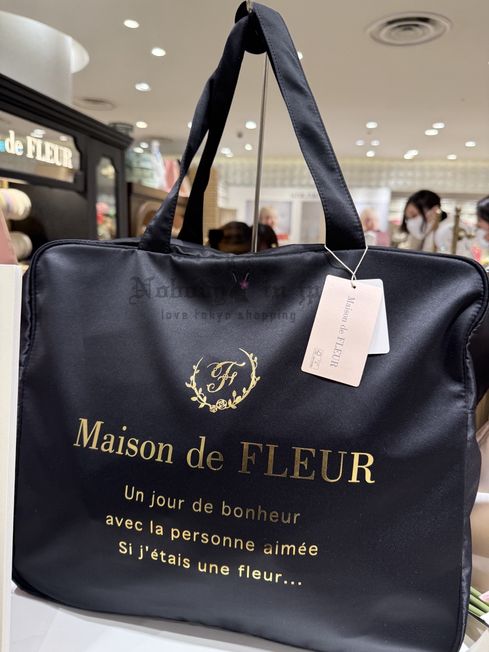 de FLEUR
love tokyo shopping
Maison de FLEUR
F
Maison de FLEUR
Un jour de bonheur
avec la personne aimée
Si j'étais une fleur...